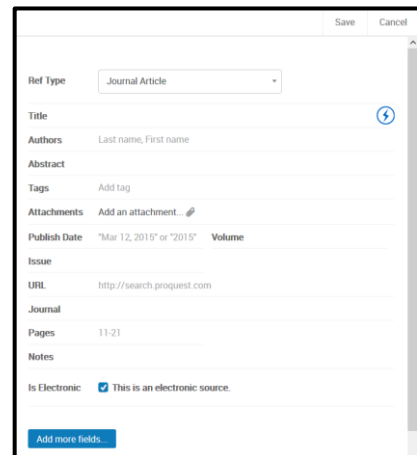 Save Cancel
Ref Type Journal Article
Title
Authors Last name, First name
Abstract
Tags Add tag
Attachments Add an attachment...
Publish Date "Mar 12, 2015" or "2015" Volume
Issue
URL http://search.proquest.com
Journal
Pages 11-21
Notes
Is Electronic This is an electronic source.
Add more fields...